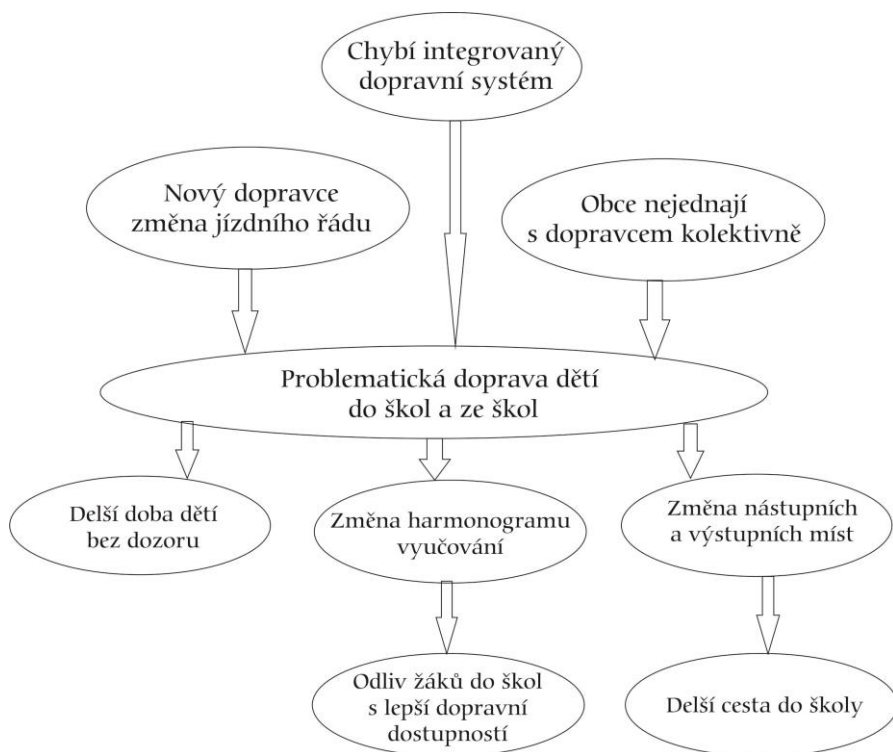 Chybí integrovaný
dopravní systém
Nový dopravce
změna jízdního řádu
Obce nejednají
s dopravcem kolektivně
Problematická doprava dětí
do škol a ze škol
Delší doba dětí
bez dozoru
Změna harmonogramu
vyučování
Změna nástupních
a výstupních míst
Odliv žáků do škol
s lepší dopravní
dostupností
Delší cesta do školy